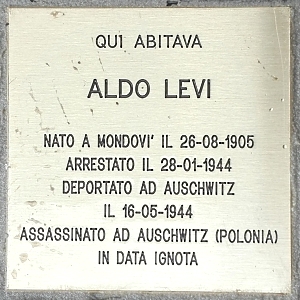 QUI ABITAVA
ALDO LEVI
NATO A MONDOVI' IL 26-08-1905
ARRESTATO IL 28-01-1944
DEPORTATO AD AUSCHWITZ
IL 16-05-1944
ASSASSINATO AD AUSCHWITZ (POLONIA)
IN DATA IGNOTA